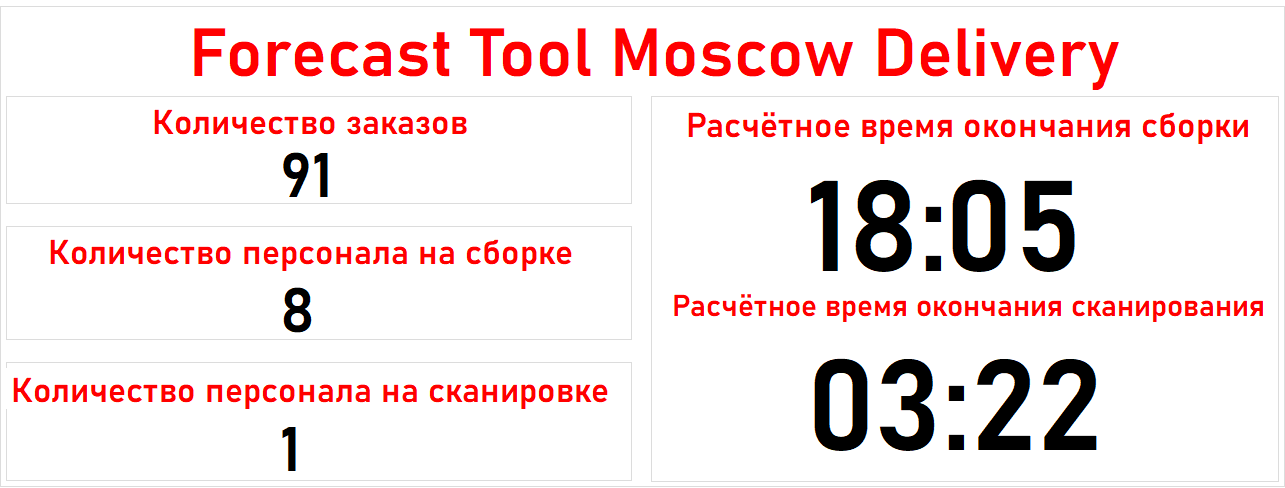 Forecast Tool Moscow Delivery
Количество заказов
91
Количество персонала на сборке
8
Количество персонала на сканировке
1
Расчётное время окончания сборки
18:05
Расчётное время окончания сканирования
03:22